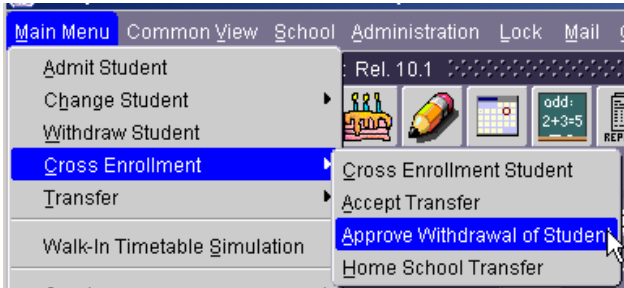 Main Menu Common View School Administration Lock Mail
: Rel. 10.1
Admit Student
Change Student
Withdraw Student
Cross Enrollment
Transfer
Walk-In Timetable Simulation
odd:
2+3=5
REP
Cross Enrollment Student
Accept Transfer
Approve Withdrawal of Student
Home School Transfer